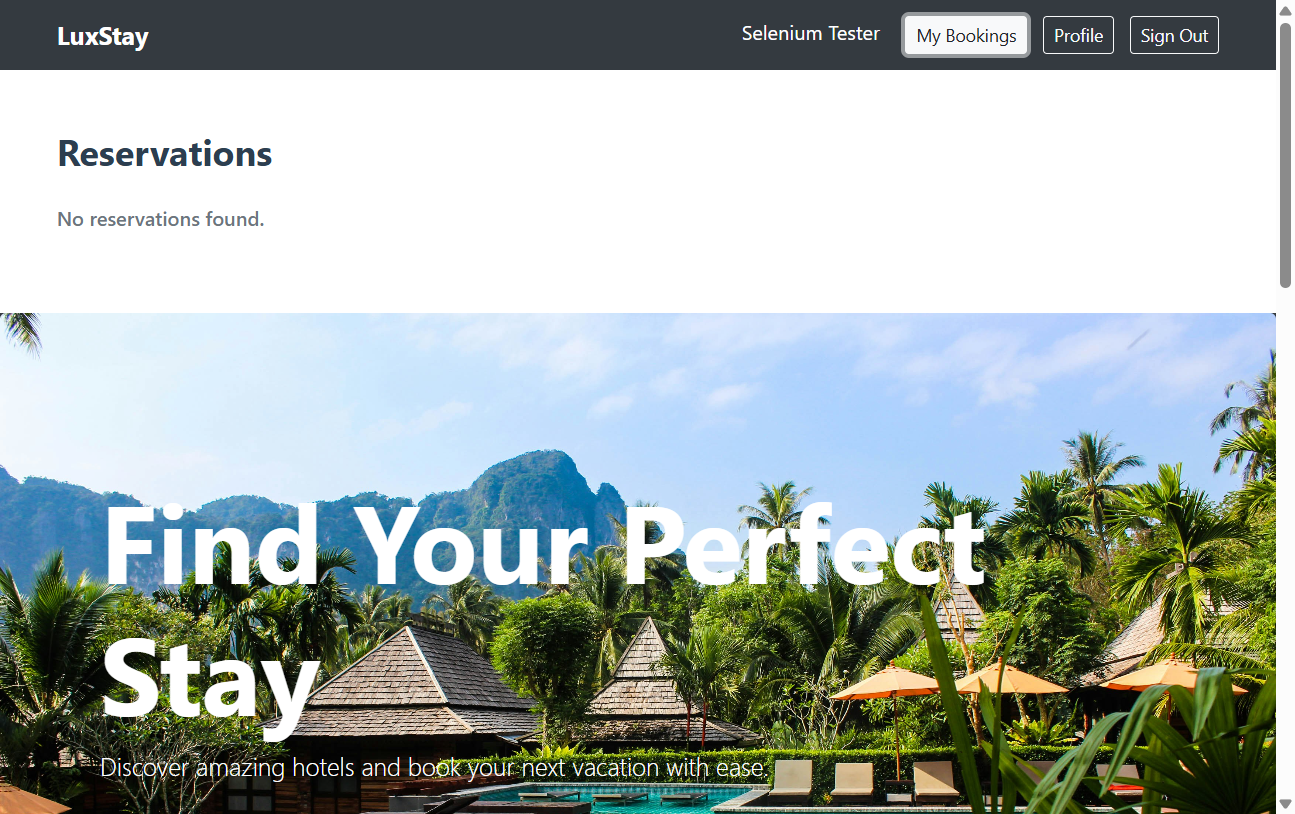 LuxStay
Selenium Tester
My Bookings
Profile
Sign Out
Reservations
No reservations found.
Find Your Perfect
Stay
Discover amazing hotels and book your next vacation with ease.